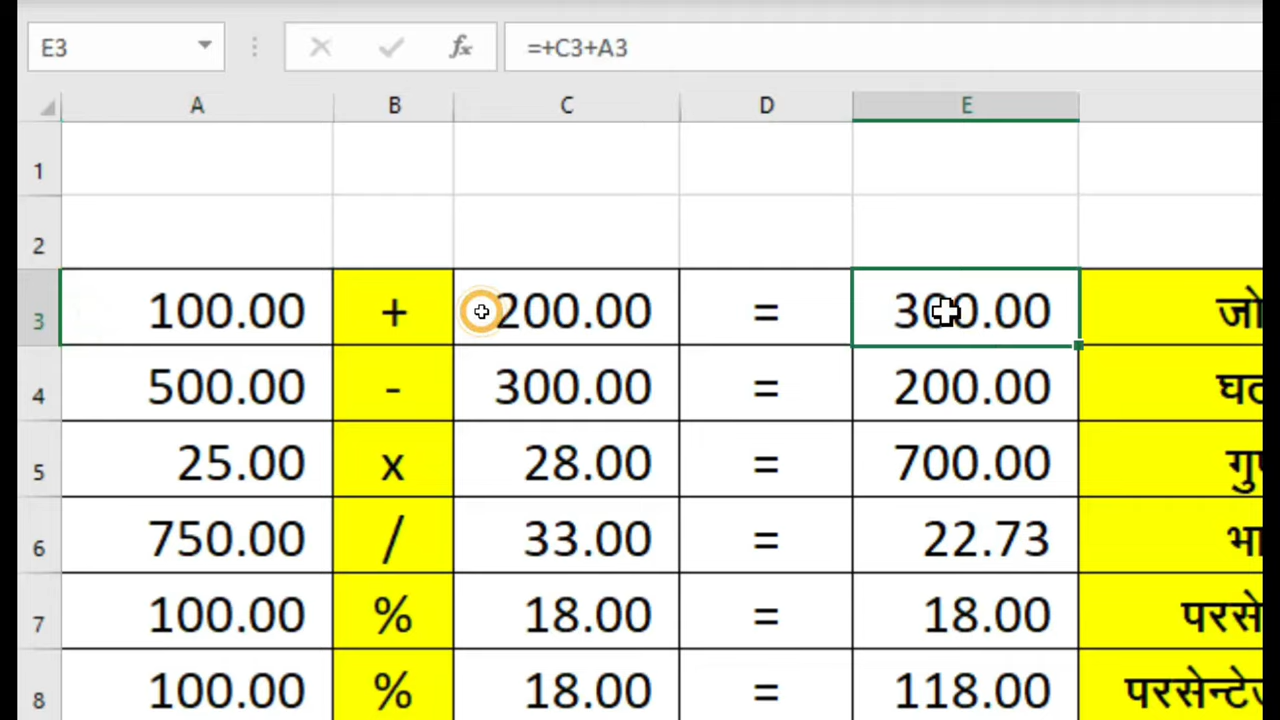 E3 fx =+C3+A3
A B C D E
1
2
3 100.00 + 200.00 = 300.00
4 500.00 - 300.00 = 200.00
5 25.00 x 28.00 = 700.00
6 750.00 / 33.00 = 22.73
7 100.00 % 18.00 = 18.00
8 100.00 % 18.00 = 118.00